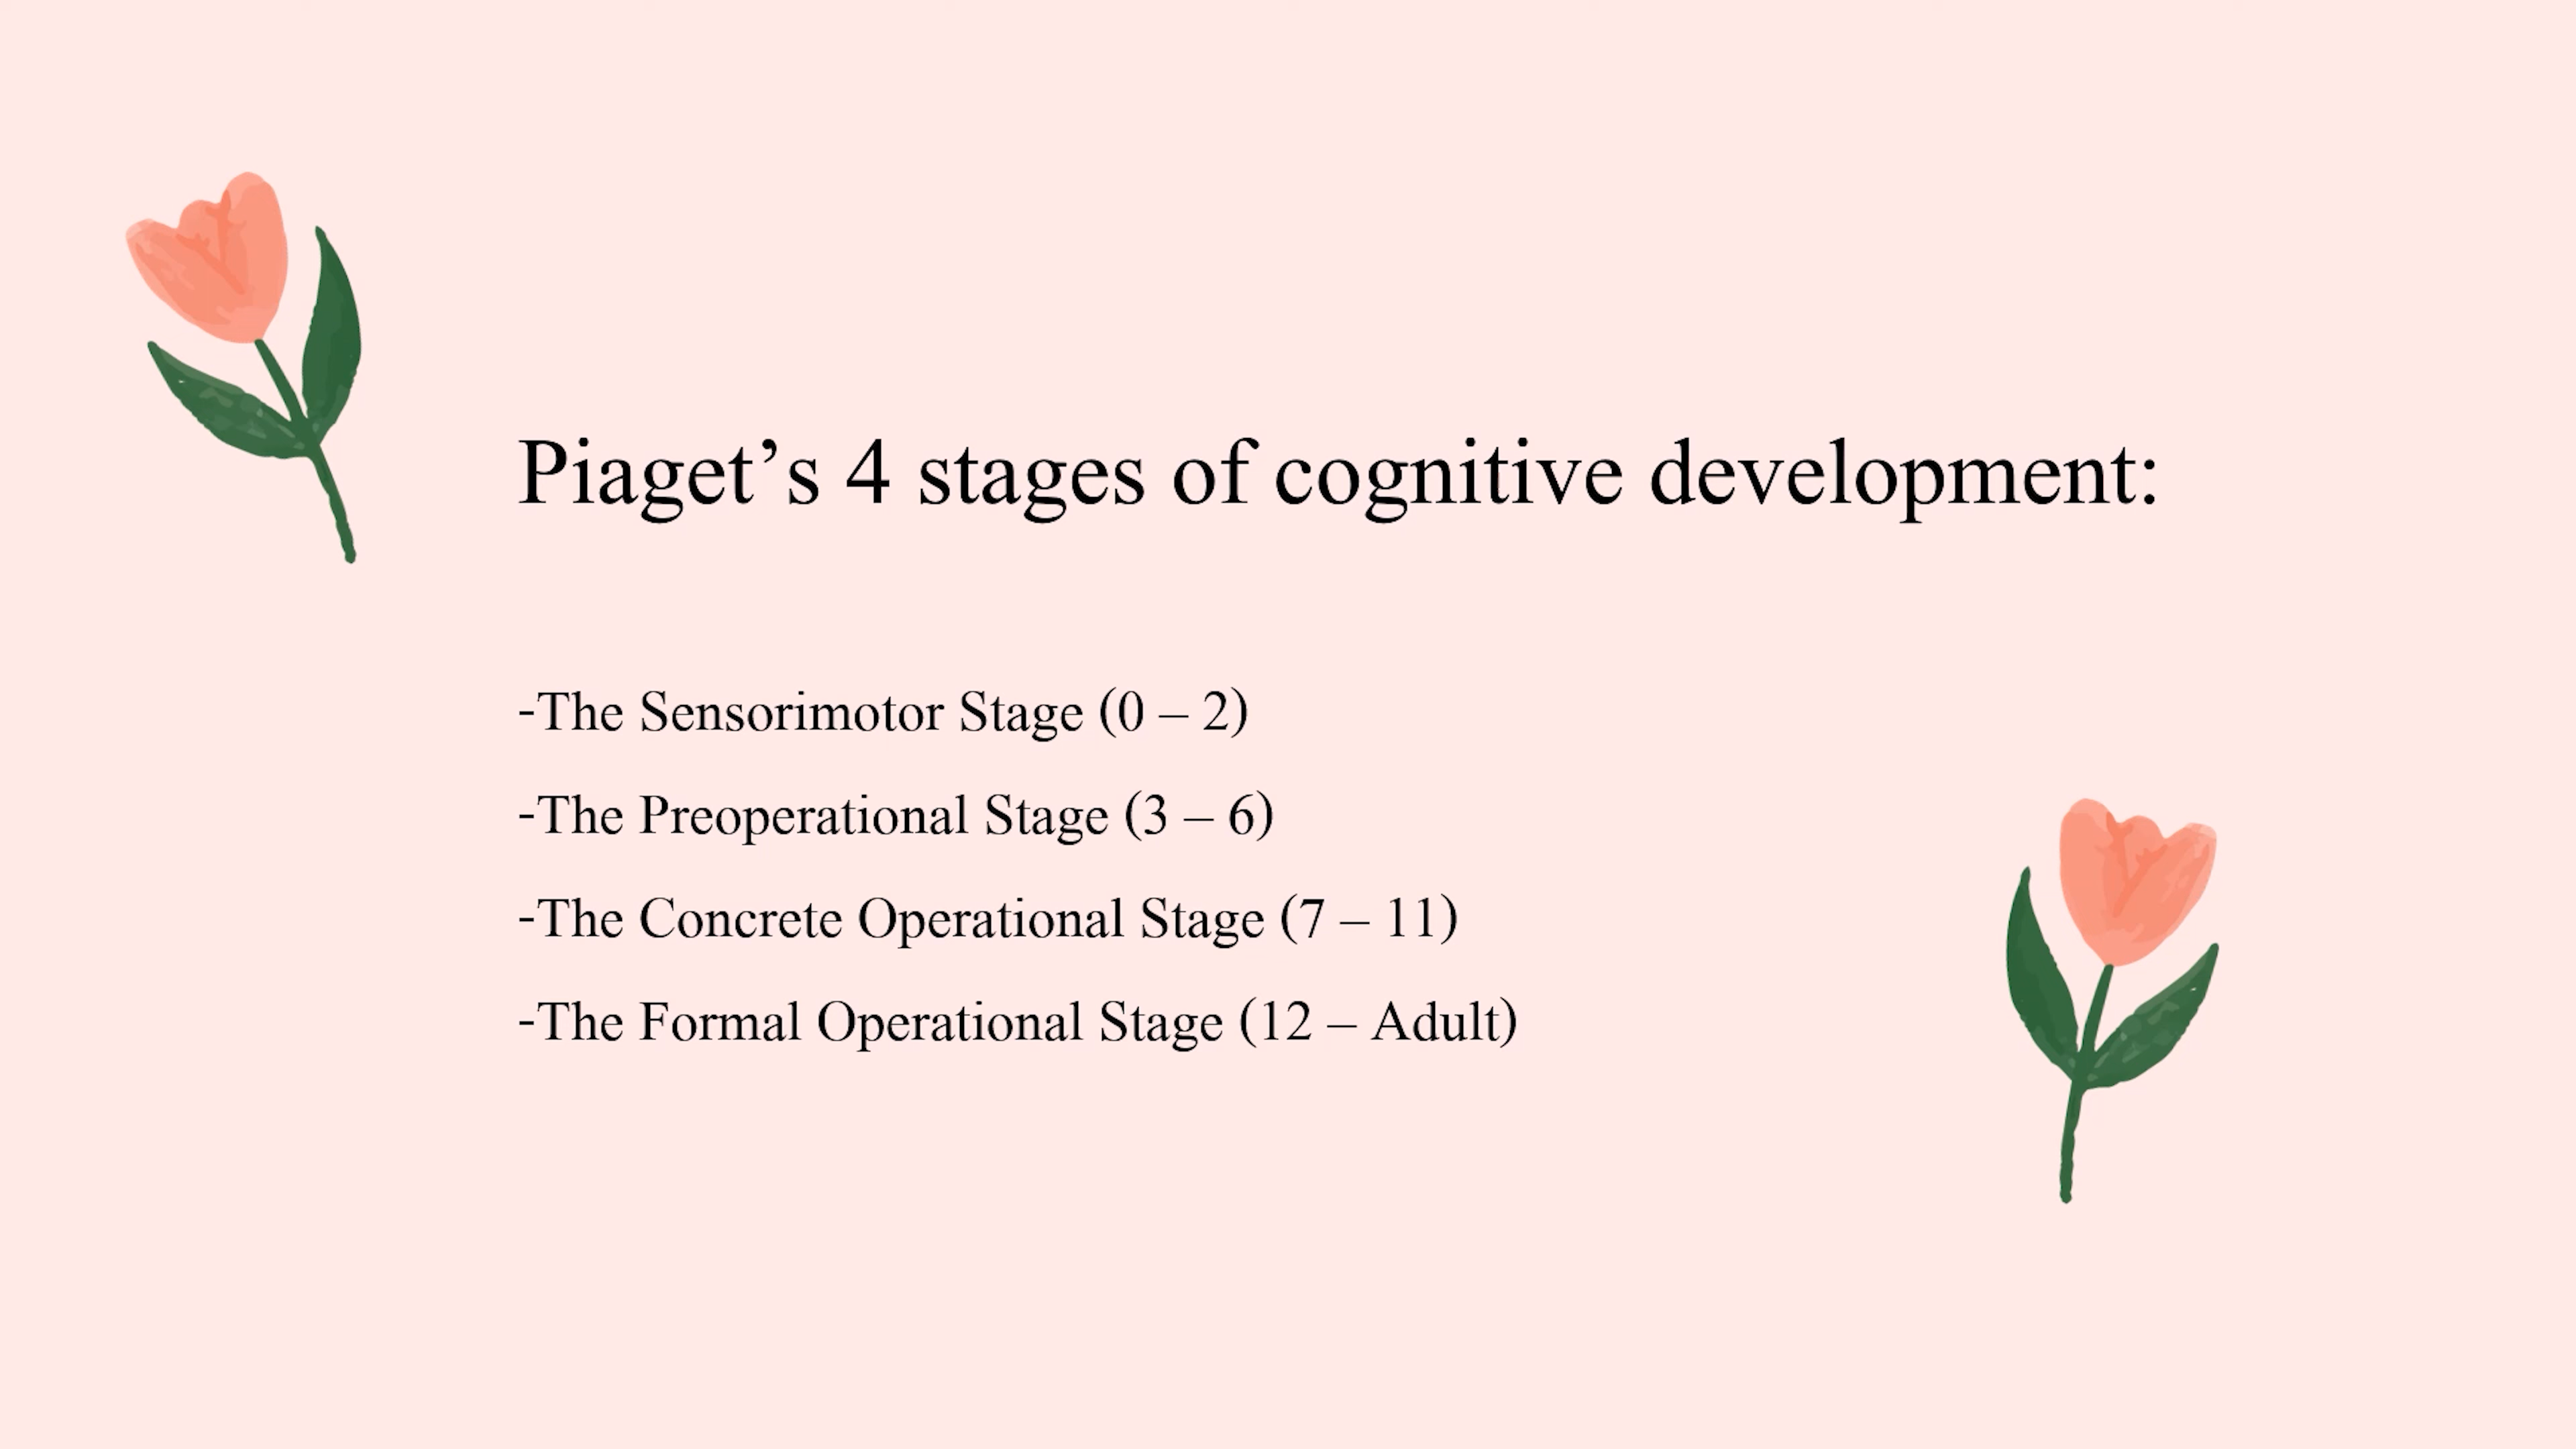 Piaget’s 4 stages of cognitive development:
-The Sensorimotor Stage (0 – 2)
-The Preoperational Stage (3 – 6)
-The Concrete Operational Stage (7 – 11)
-The Formal Operational Stage (12 – Adult)